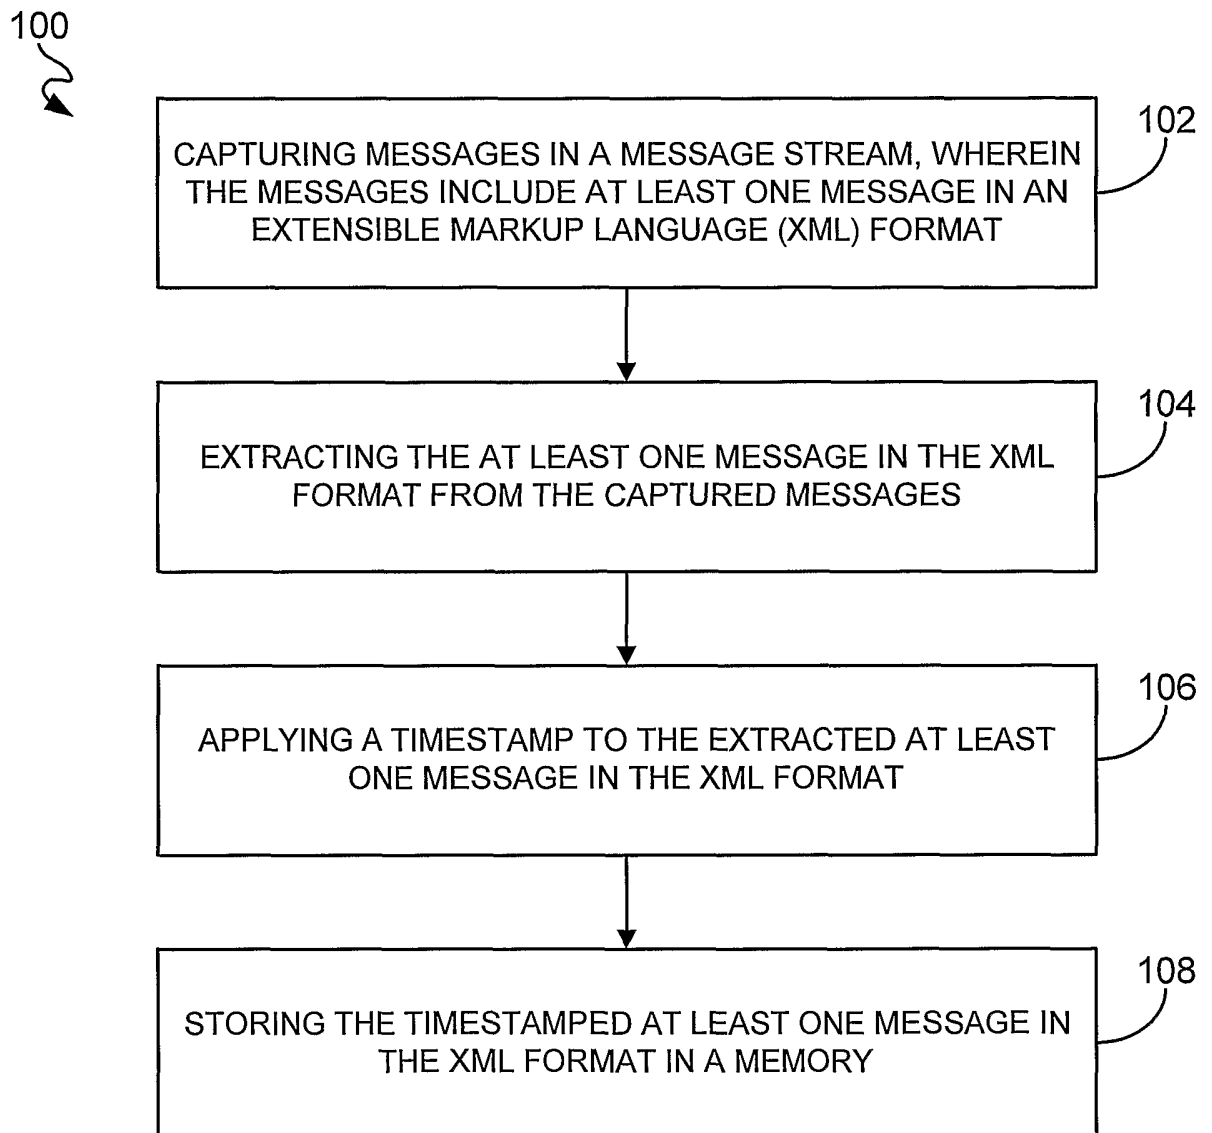 100
102
CAPTURING MESSAGES IN A MESSAGE STREAM, WHEREIN
THE MESSAGES INCLUDE AT LEAST ONE MESSAGE IN AN
EXTENSIBLE MARKUP LANGUAGE (XML) FORMAT
104
EXTRACTING THE AT LEAST ONE MESSAGE IN THE XML
FORMAT FROM THE CAPTURED MESSAGES
106
APPLYING A TIMESTAMP TO THE EXTRACTED AT LEAST
ONE MESSAGE IN THE XML FORMAT
108
STORING THE TIMESTAMPED AT LEAST ONE MESSAGE IN
THE XML FORMAT IN A MEMORY